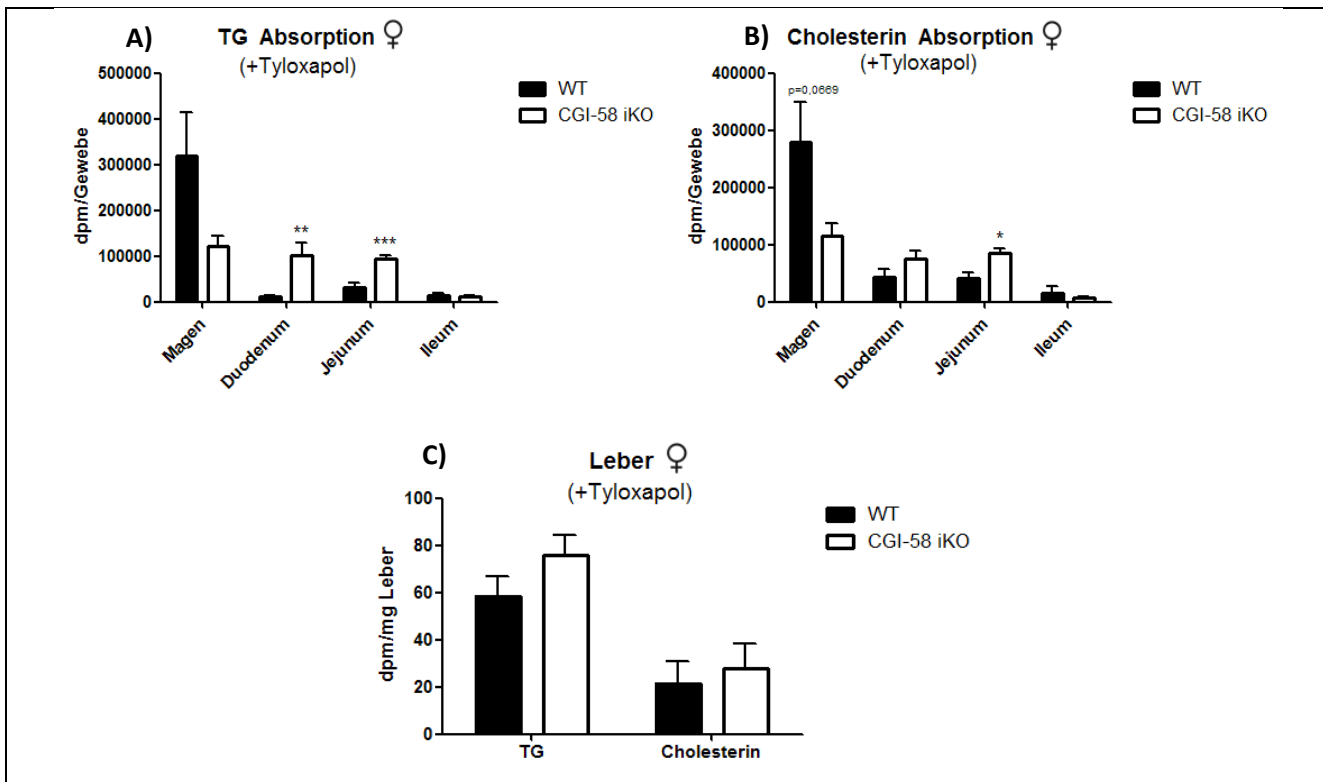 A) TG Absorption ♀
(+Tyloxapol)
500000
400000
300000
200000
100000
0
dpm/Gewebe
WT
CGI-58 iKO
**
***
Magen
Duodenum
Jejunum
Ileum
B) Cholesterin Absorption ♀
(+Tyloxapol)
400000
300000
200000
100000
0
dpm/Gewebe
p=0,0669
WT
CGI-58 iKO
*
Magen
Duodenum
Jejunum
Ileum
C) Leber ♀
(+Tyloxapol)
100
80
60
40
20
0
dpm/mg Leber
WT
CGI-58 iKO
TG Cholesterin